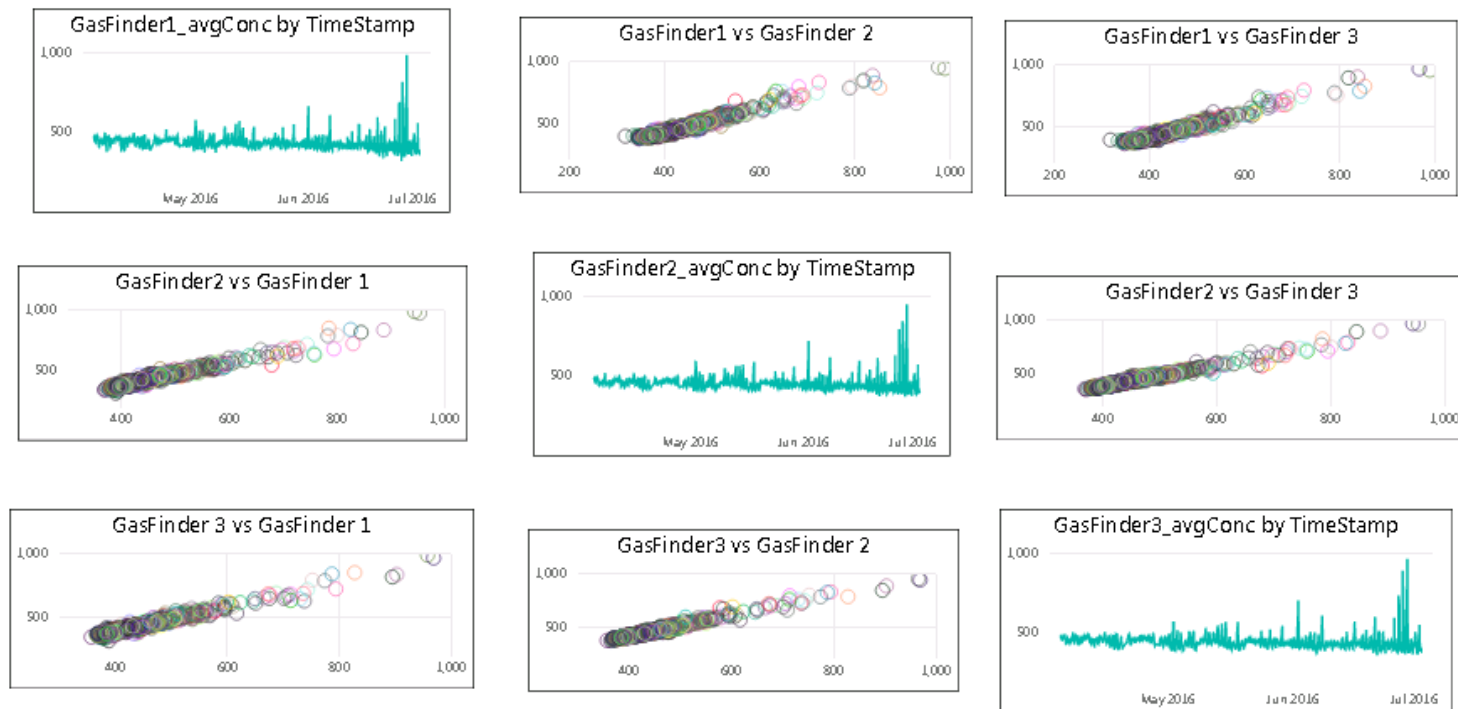 GasFinder1_avgConc by TimeStamp
1,000
500
May 2016 Jun 2016 Jul 2016
GasFinder1 vs GasFinder 2
1,000
500
200 400 600 800 1,000
GasFinder1 vs GasFinder 3
1,000
500
200 400 600 800 1,000
GasFinder2 vs GasFinder 1
1,000
500
400 600 800 1,000
GasFinder2_avgConc by TimeStamp
1,000
500
May 2016 Jun 2016 Jul 2016
GasFinder2 vs GasFinder 3
1,000
500
400 600 800 1,000
GasFinder 3 vs GasFinder 1
1,000
500
400 600 800 1,000
GasFinder3 vs GasFinder 2
1,000
500
400 600 800 1,000
GasFinder3_avgConc by TimeStamp
1,000
500
May 2016 Jun 2016 Jul 2016